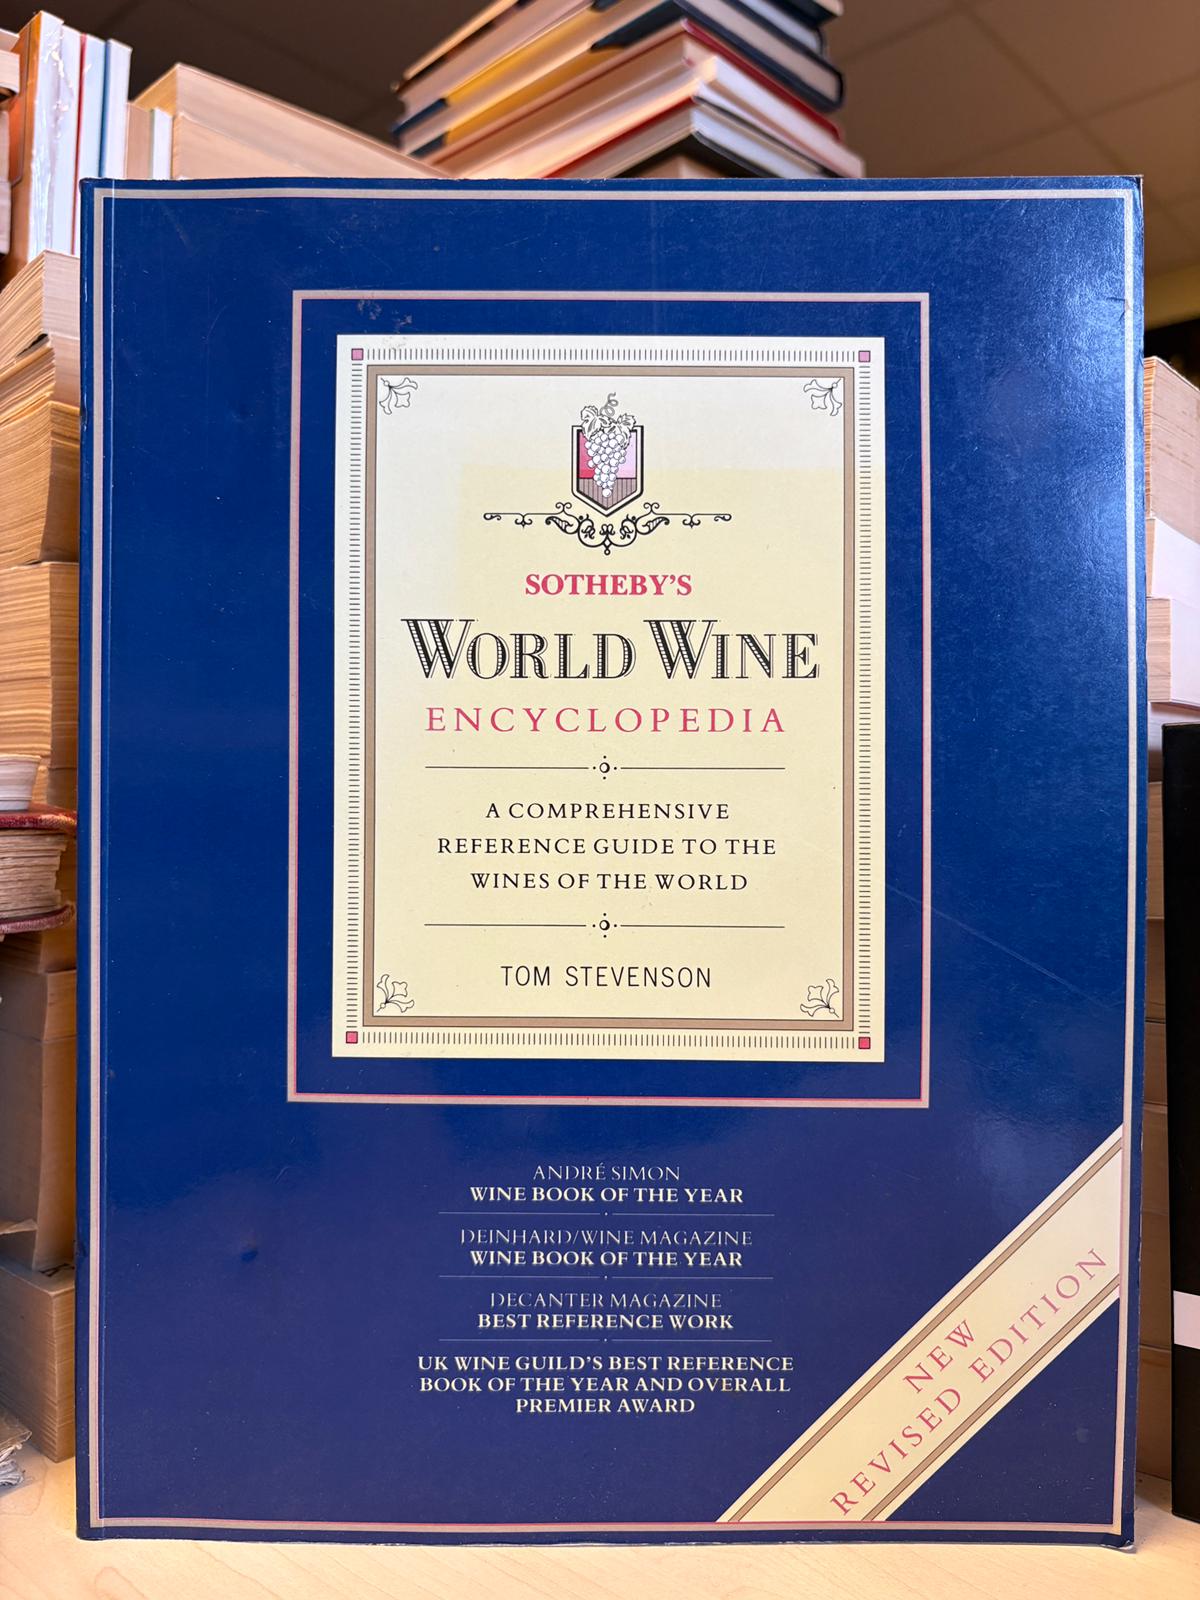 SOTHEBY'S
WORLD WINE
ENCYCLOPEDIA
A COMPREHENSIVE
REFERENCE GUIDE TO THE
WINES OF THE WORLD
TOM STEVENSON
ANDRÉ SIMON
WINE BOOK OF THE YEAR
DEINHARD/WINE MAGAZINE
WINE BOOK OF THE YEAR
DECANTER MAGAZINE
BEST REFERENCE WORK
UK WINE GUILD'S BEST REFERENCE
BOOK OF THE YEAR AND OVERALL
PREMIER AWARD
NEW
REVISED EDITION